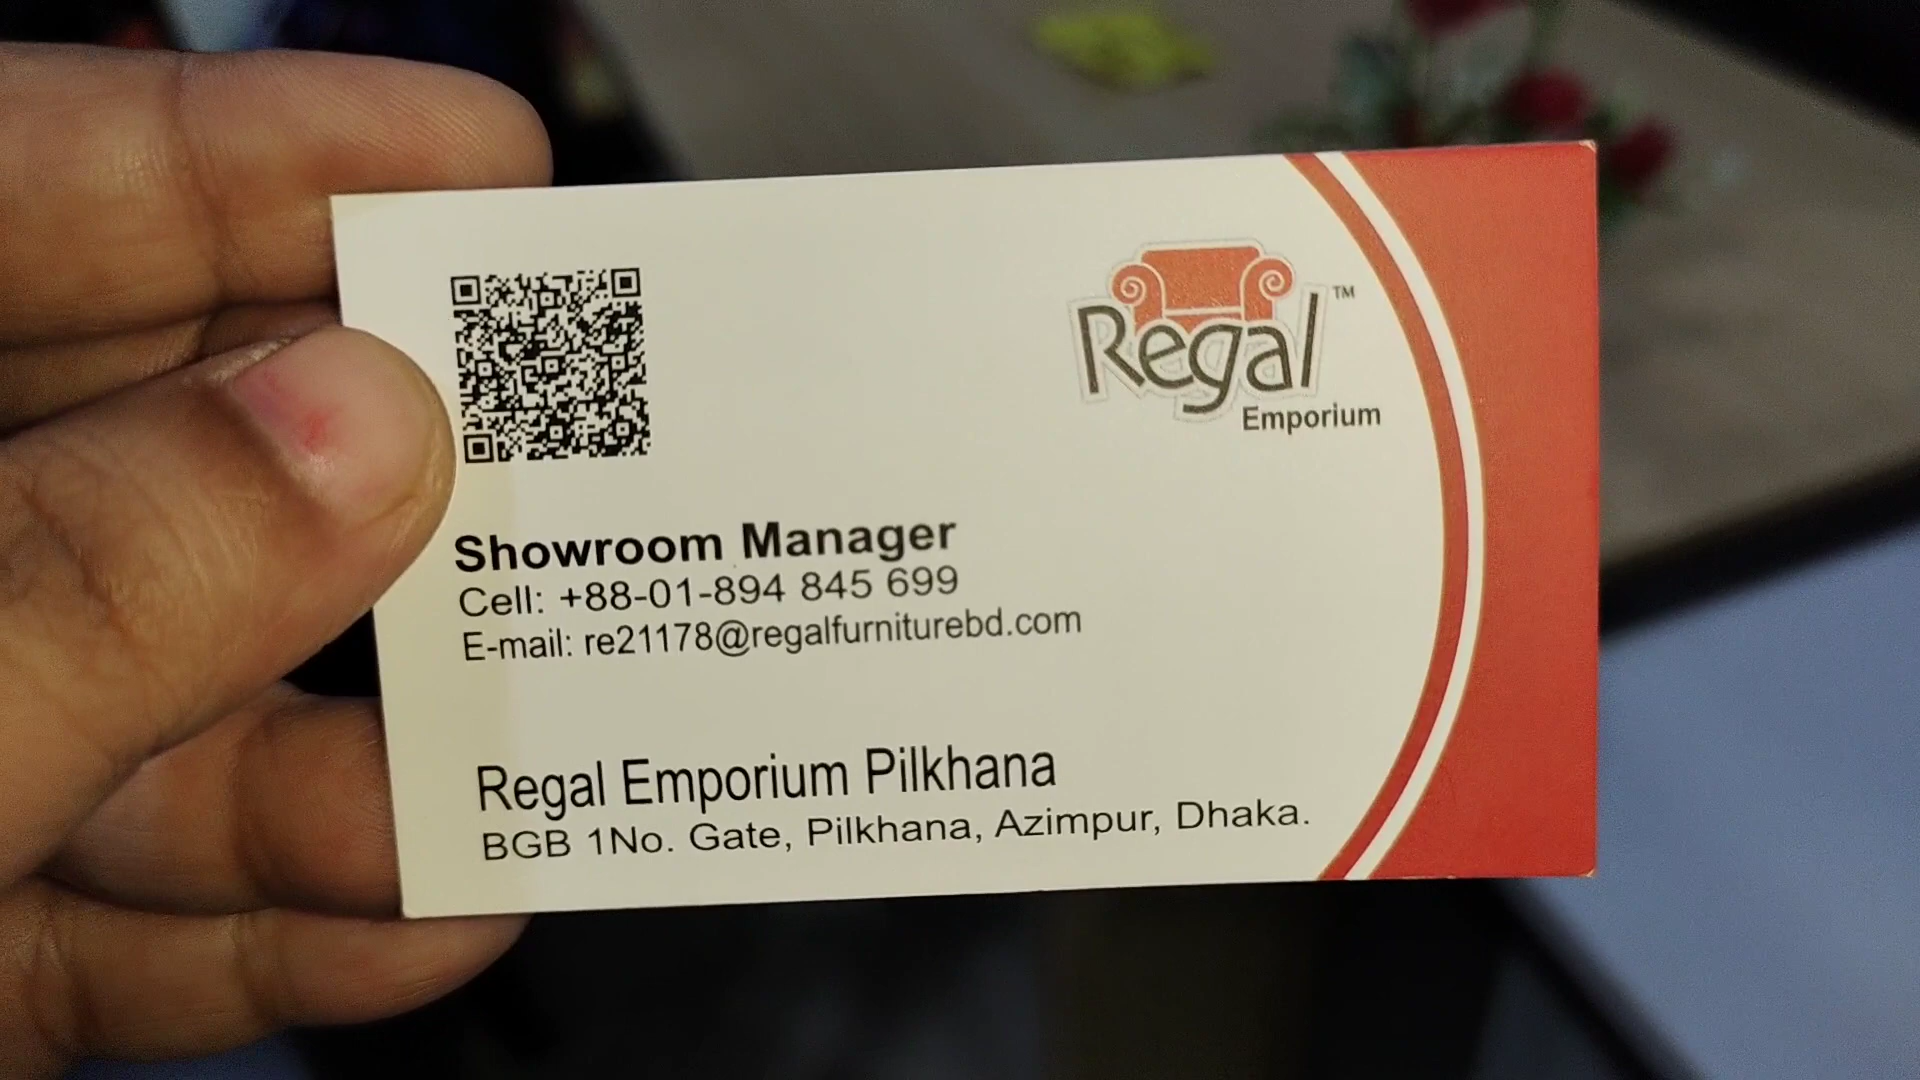 Regal™
Emporium
Showroom Manager
Cell: +88-01-894 845 699
E-mail: re21178@regalfurniturebd.com
Regal Emporium Pilkhana
BGB 1No. Gate, Pilkhana, Azimpur, Dhaka.